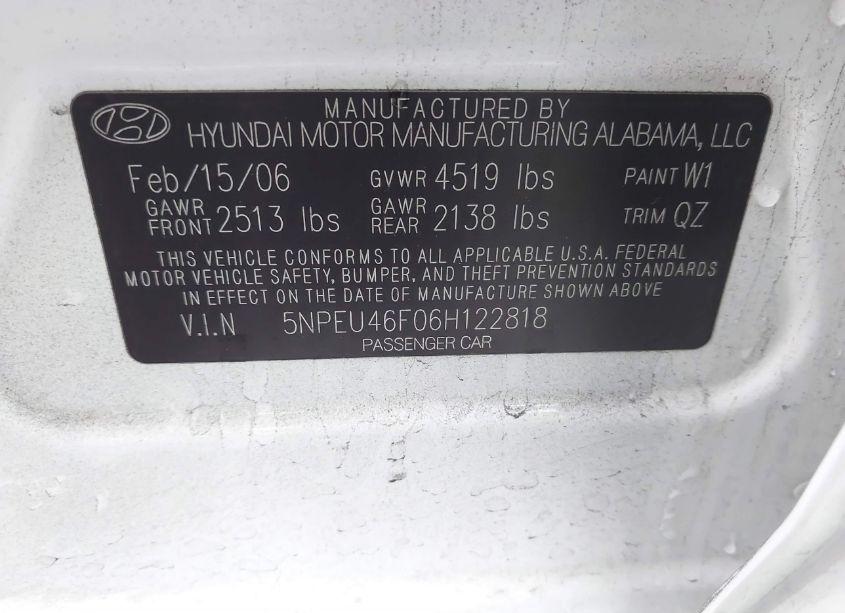 MANUFACTURED BY
HYUNDAI MOTOR MANUFACTURING ALABAMA, LLC
Feb/15/06 GVWR 4519 lbs PAINT W1
GAWR FRONT 2513 lbs GAWR REAR 2138 lbs TRIM QZ
THIS VEHICLE CONFORMS TO ALL APPLICABLE U.S.A. FEDERAL
MOTOR VEHICLE SAFETY, BUMPER, AND THEFT PREVENTION STANDARDS
IN EFFECT ON THE DATE OF MANUFACTURE SHOWN ABOVE
V.I.N 5NPEU46F06H122818
PASSENGER CAR